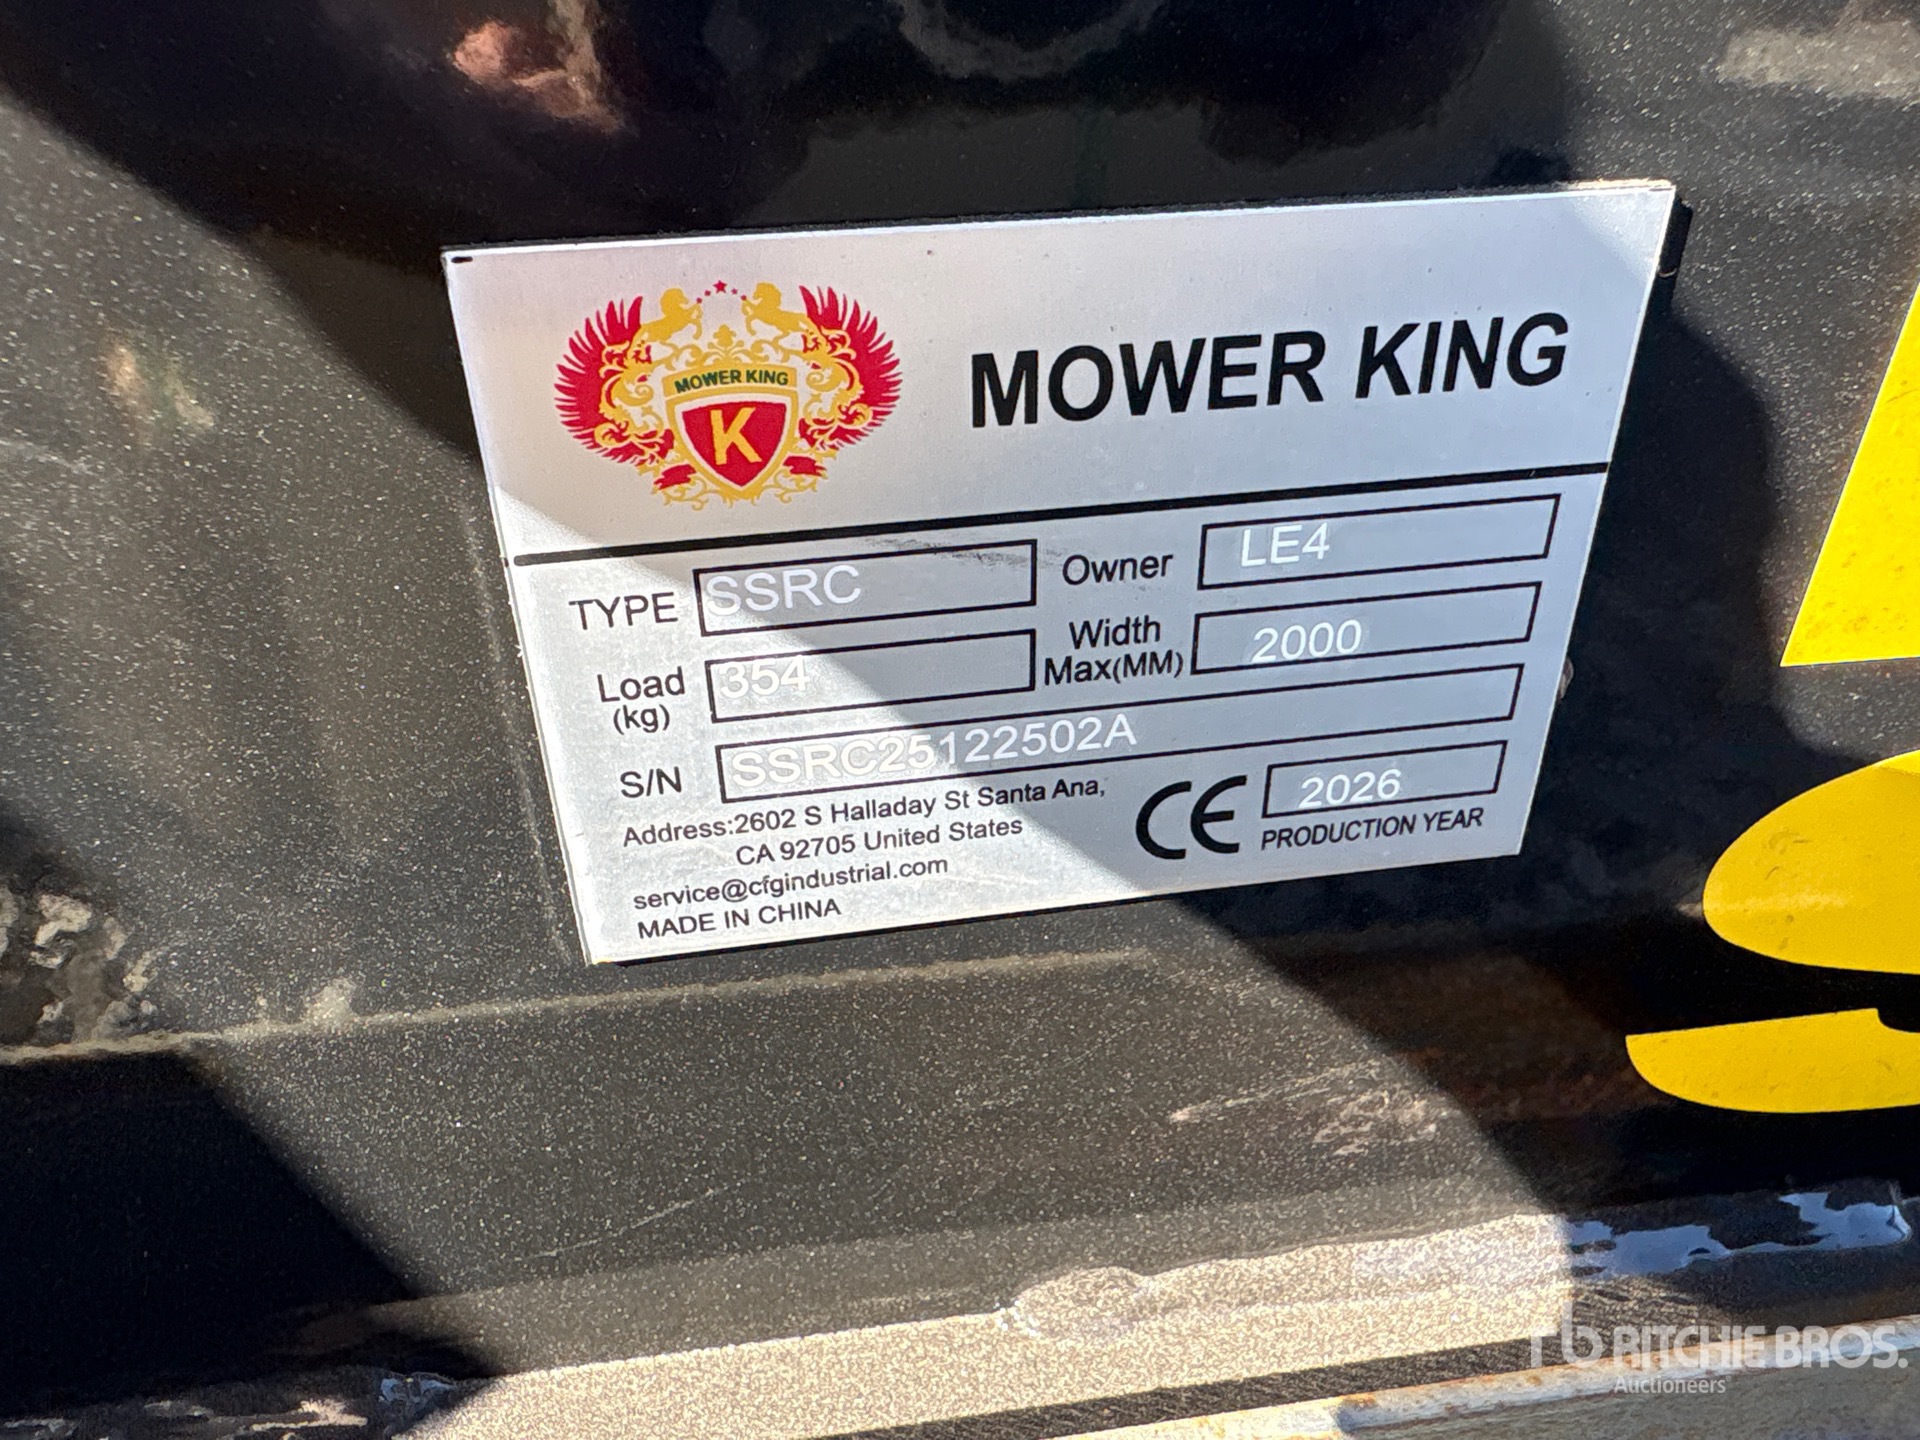 MOWER KING
K
MOWER KING
TYPE SSRC Owner LE4
Load (kg) 354 Width Max(MM) 2000
S/N SSRC25122502A
Address:2602 S Halladay St Santa Ana,
CA 92705 United States
service@cfgindustrial.com
MADE IN CHINA
CE 2026
PRODUCTION YEAR
rb RITCHIE BROS.
Auctioneers